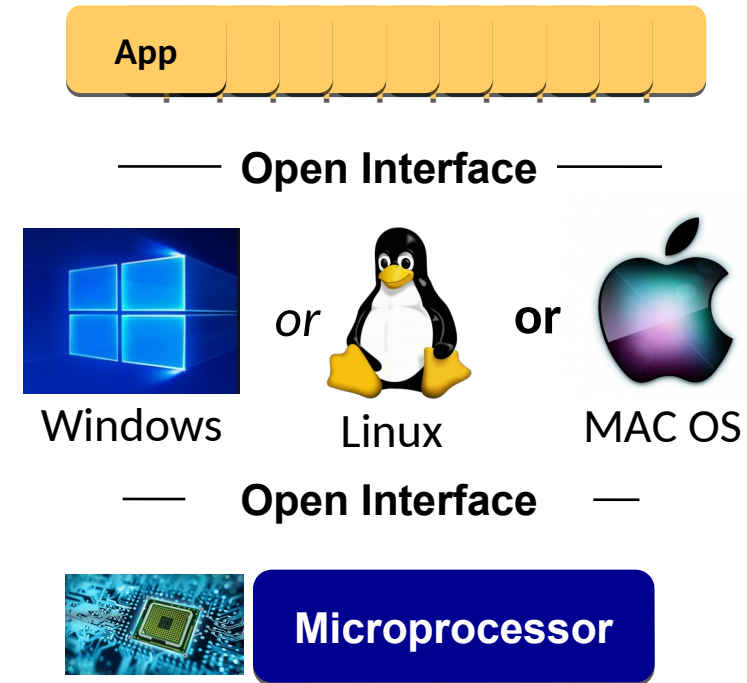 App
Open Interface
or
or
Windows
Linux
MAC OS
Open Interface
Microprocessor